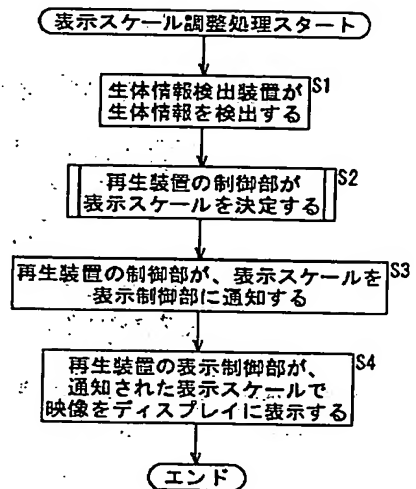 表示スケール調整処理スタート
生体情報検出装置が
生体情報を検出する
S1
再生装置の制御部が
表示スケールを決定する
S2
再生装置の制御部が、表示スケールを
表示制御部に通知する
S3
再生装置の表示制御部が、
通知された表示スケールで
映像をディスプレイに表示する
S4
エンド